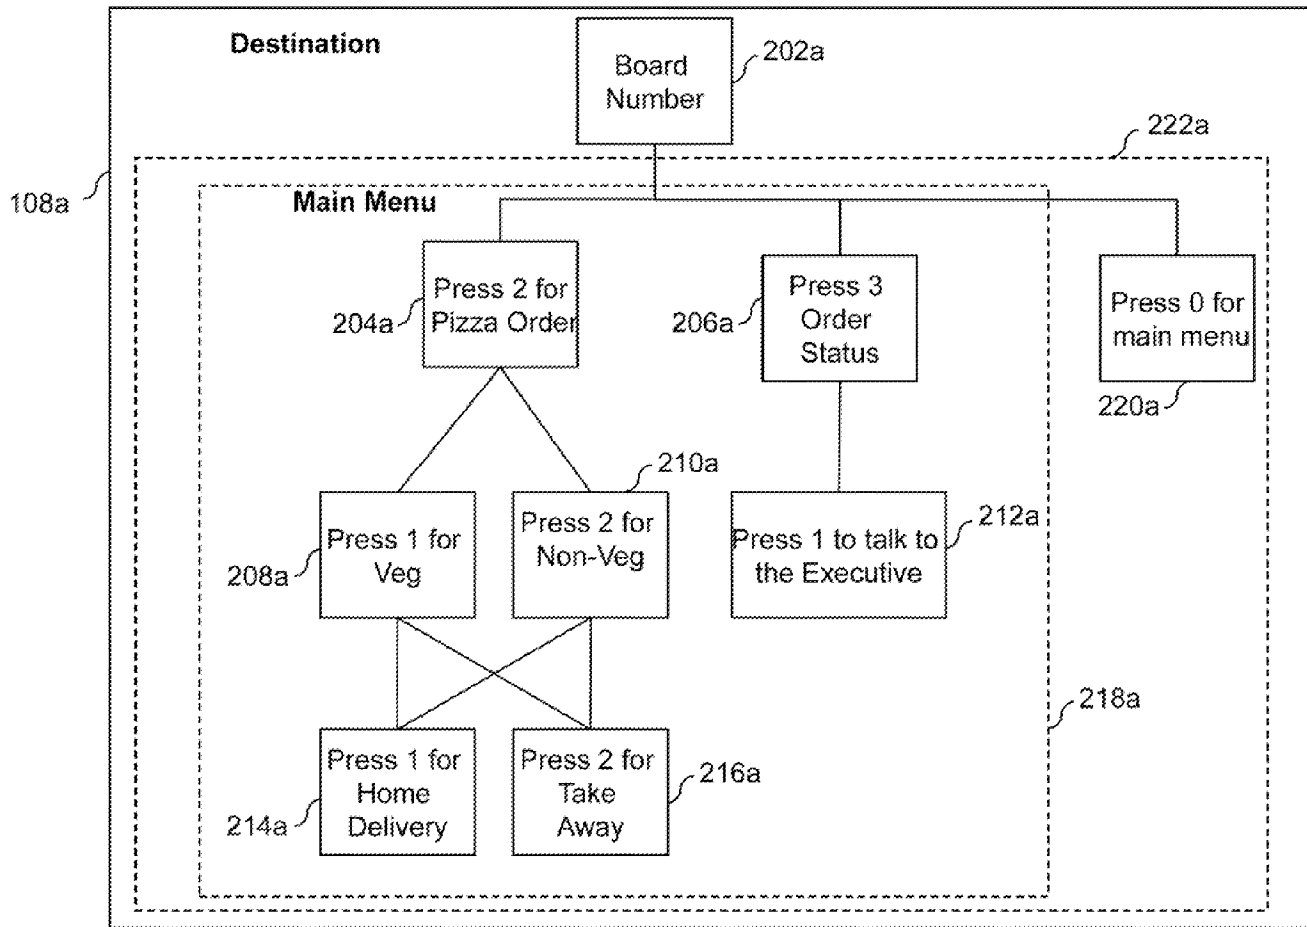 Destination
Board
Number
202a
222a
108a
Main Menu
Press 2 for
Pizza Order
204a
Press 3
Order
Status
206a
Press 0 for
main menu
220a
210a
Press 1 for
Veg
208a
Press 2 for
Non-Veg
Press 1 to talk to
the Executive
212a
218a
Press 1 for
Home
Delivery
214a
Press 2 for
Take
Away
216a